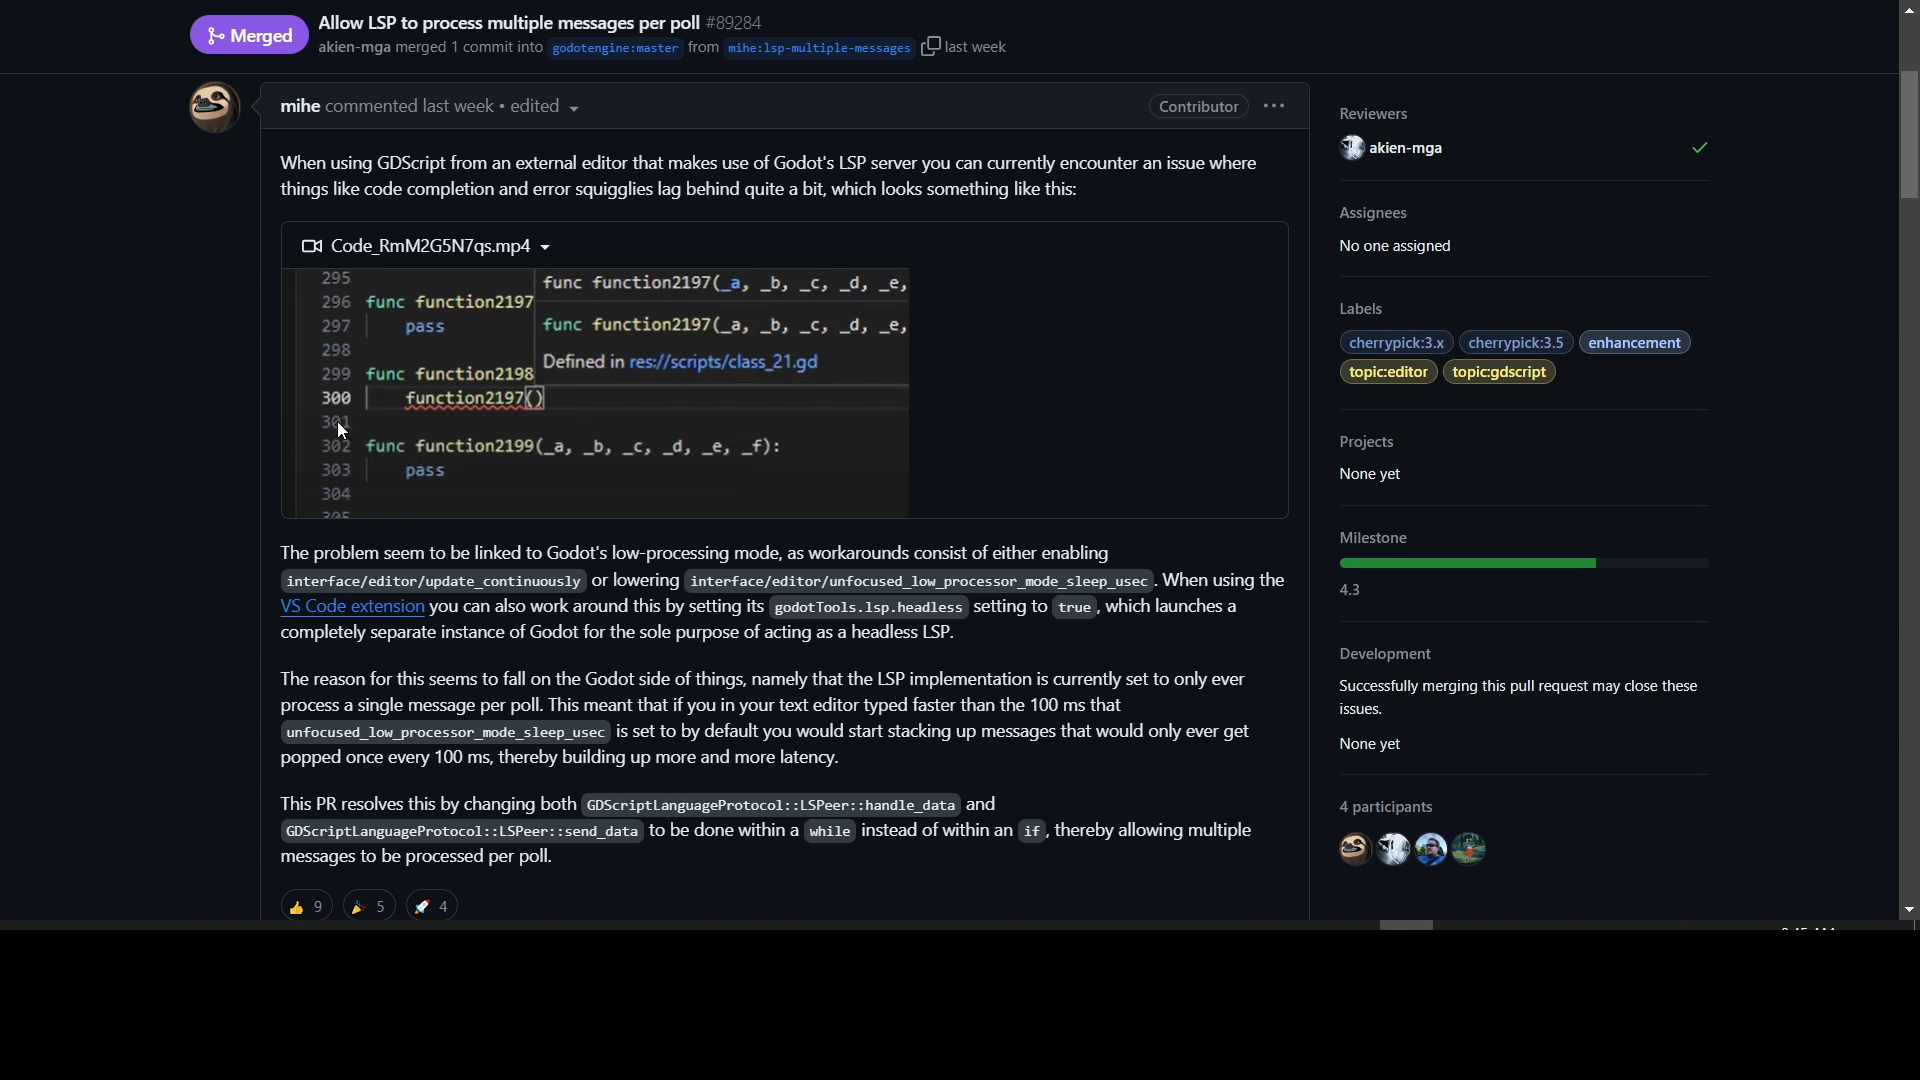 Merged
Allow LSP to process multiple messages per poll #89284
akien-mga merged 1 commit into godotengine:master from mihe:lsp-multiple-messages last week
mihe commented last week • edited
Contributor
When using GDScript from an external editor that makes use of Godot's LSP server you can currently encounter an issue where
things like code completion and error squigglies lag behind quite a bit, which looks something like this:
Code_RmM2G5N7qs.mp4
295
296 func function2197
297 pass
298
299 func function2198
300 function2197()
301
302 func function2199(_a, _b, _c, _d, _e, _f):
303 pass
304
305
func function2197(_a, _b, _c, _d, _e,
func function2197(_a, _b, _c, _d, _e,
Defined in res://scripts/class_21.gd
The problem seem to be linked to Godot's low-processing mode, as workarounds consist of either enabling
interface/editor/update_continuously or lowering interface/editor/unfocused_low_processor_mode_sleep_usec. When using the
VS Code extension you can also work around this by setting its godotTools.lsp.headless setting to true, which launches a
completely separate instance of Godot for the sole purpose of acting as a headless LSP.
The reason for this seems to fall on the Godot side of things, namely that the LSP implementation is currently set to only ever
process a single message per poll. This meant that if you in your text editor typed faster than the 100 ms that
unfocused_low_processor_mode_sleep_usec is set to by default you would start stacking up messages that would only ever get
popped once every 100 ms, thereby building up more and more latency.
This PR resolves this by changing both GDScriptLanguageProtocol::LSPeer::handle_data and
GDScriptLanguageProtocol::LSPeer::send_data to be done within a while instead of within an if, thereby allowing multiple
messages to be processed per poll.
👍 9 🎉 5 🚀 4
Reviewers
akien-mga
Assignees
No one assigned
Labels
cherrypick:3.x cherrypick:3.5 enhancement
topic:editor topic:gdscript
Projects
None yet
Milestone
4.3
Development
Successfully merging this pull request may close these
issues.
None yet
4 participants